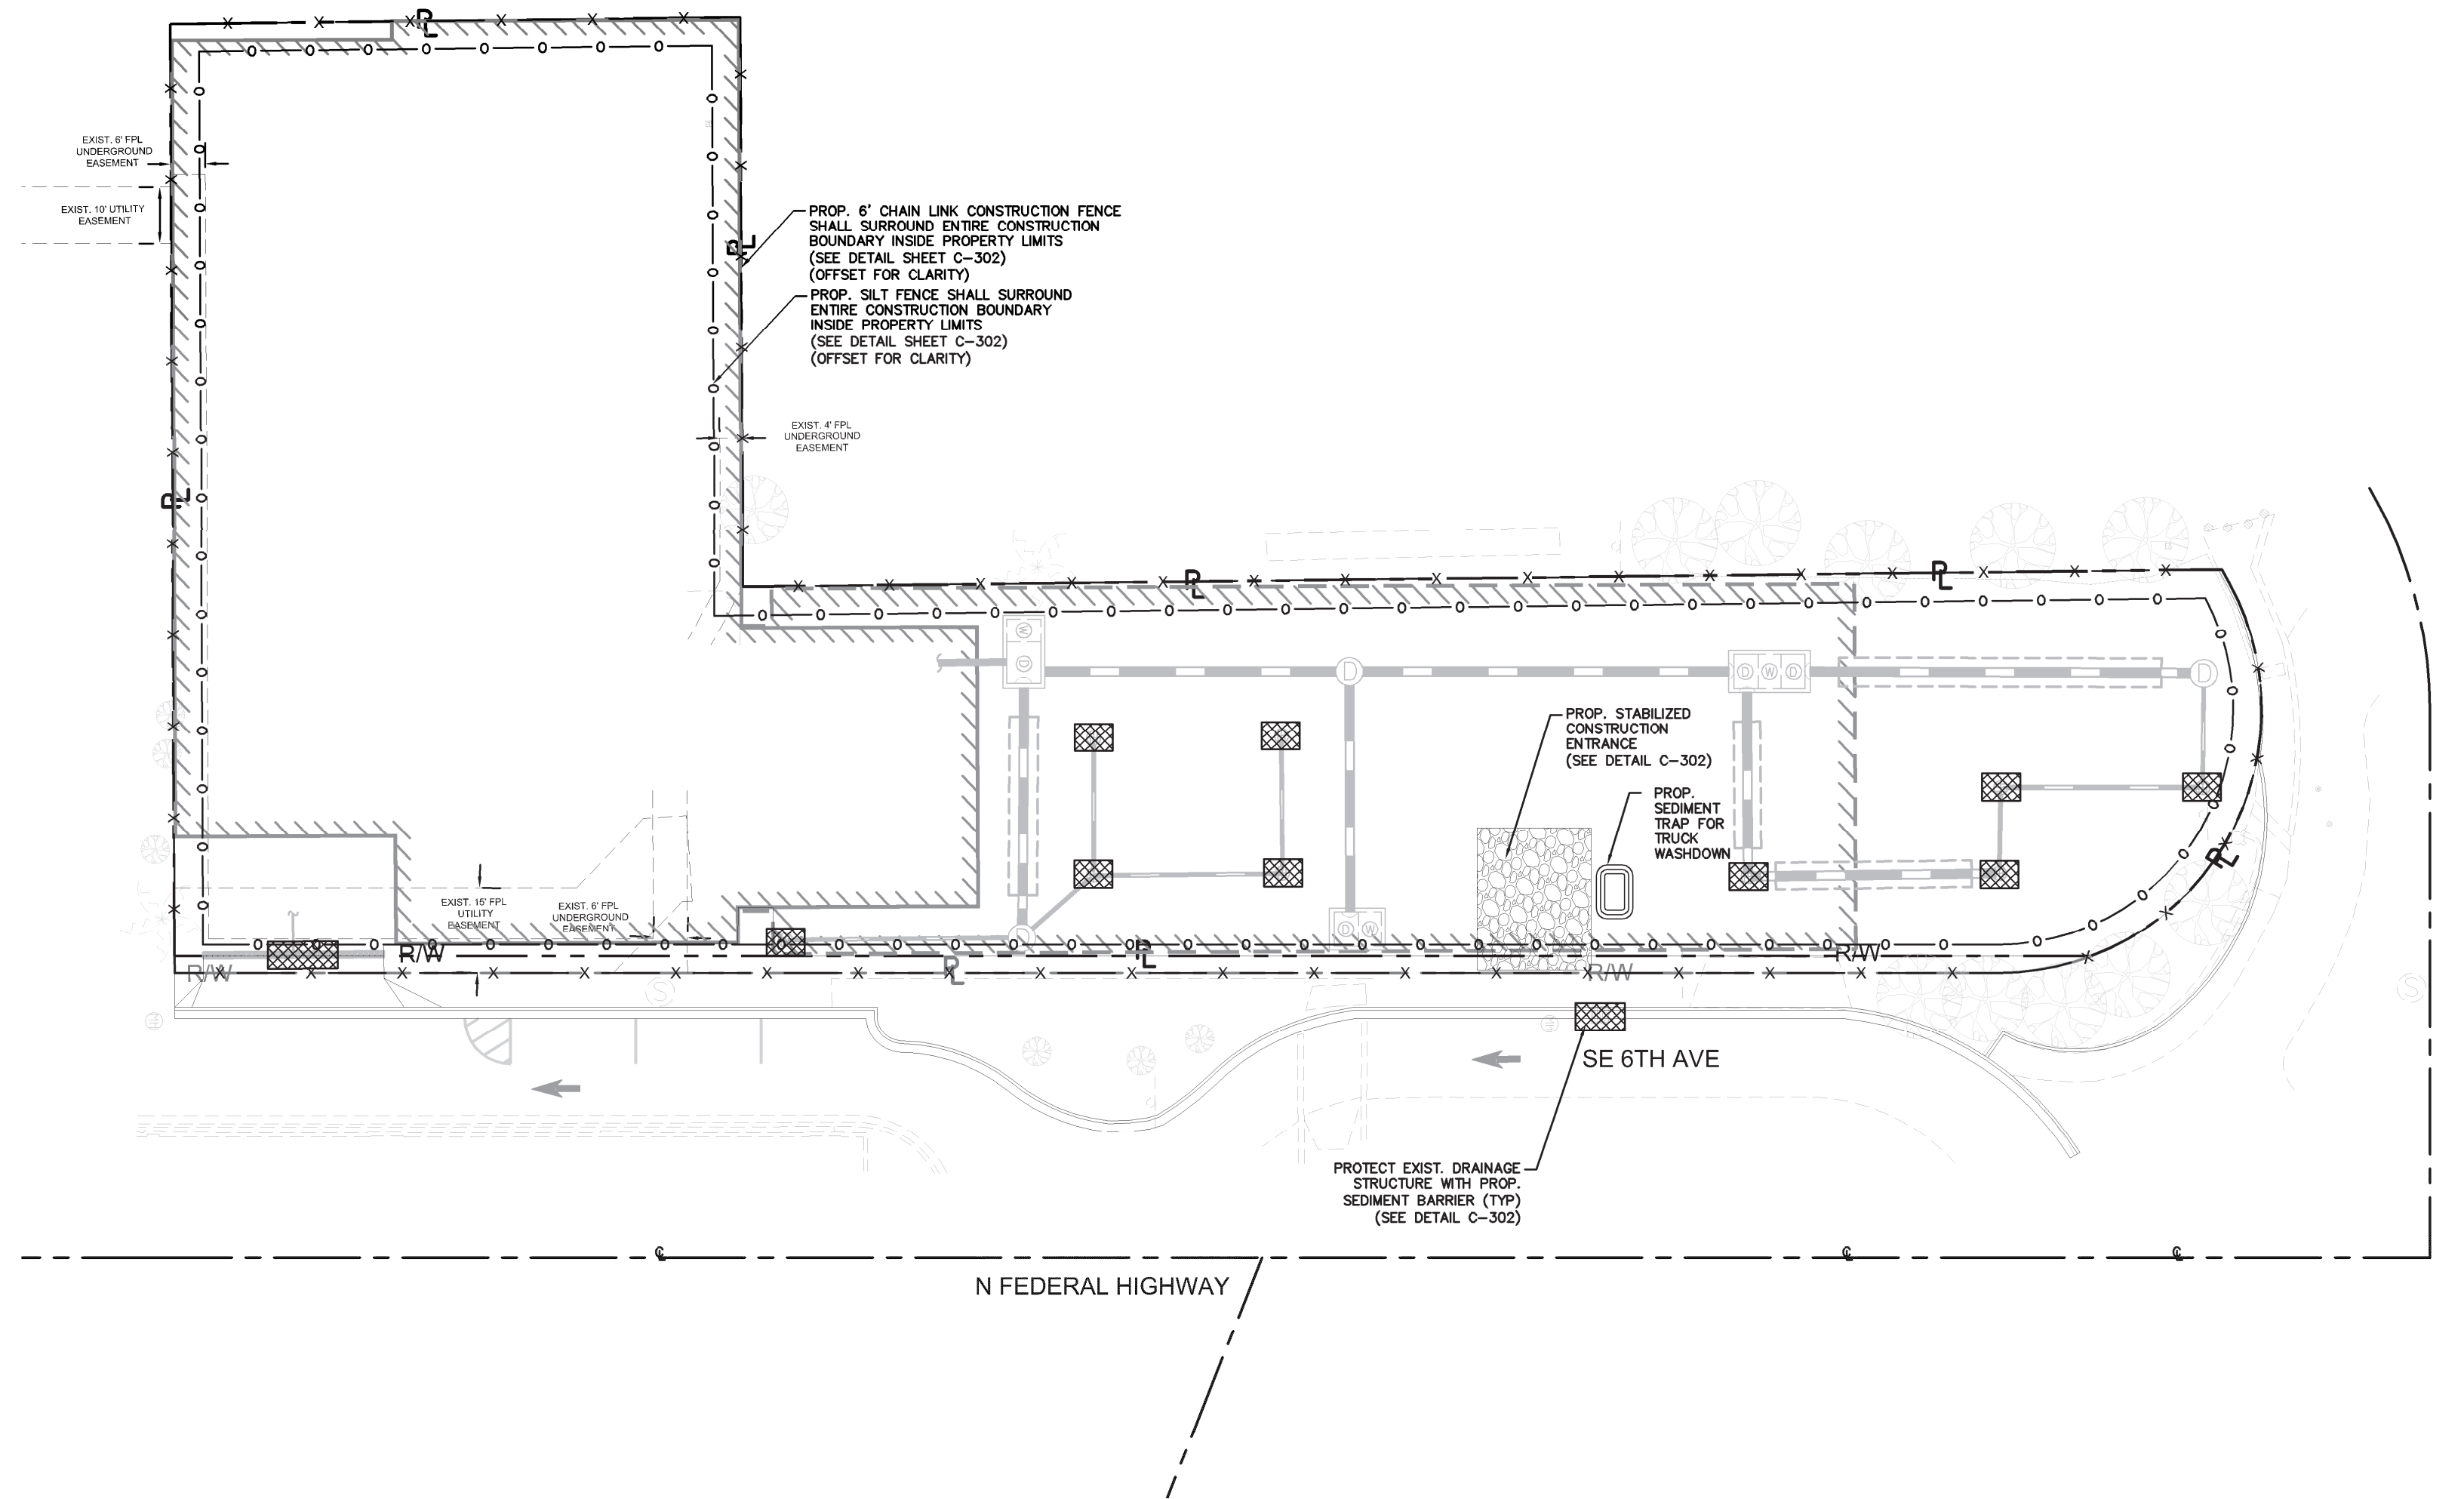 EXIST. 6' FPL
UNDERGROUND
EASEMENT
EXIST. 10' UTILITY
EASEMENT
PROP. 6' CHAIN LINK CONSTRUCTION FENCE
SHALL SURROUND ENTIRE CONSTRUCTION
BOUNDARY INSIDE PROPERTY LIMITS
(SEE DETAIL SHEET C-302)
(OFFSET FOR CLARITY)
PROP. SILT FENCE SHALL SURROUND
ENTIRE CONSTRUCTION BOUNDARY
INSIDE PROPERTY LIMITS
(SEE DETAIL SHEET C-302)
(OFFSET FOR CLARITY)
EXIST. 4' FPL
UNDERGROUND
EASEMENT
W
D
D
D W D
D
PROP. STABILIZED
CONSTRUCTION
ENTRANCE
(SEE DETAIL C-302)
PROP.
SEDIMENT
TRAP FOR
TRUCK
WASHDOWN
EXIST. 15' FPL
UTILITY
EASEMENT
EXIST. 6' FPL
UNDERGROUND
EASEMENT
D W
R/W
R/W
R/W
R/W
S
S
SE 6TH AVE
PROTECT EXIST. DRAINAGE
STRUCTURE WITH PROP.
SEDIMENT BARRIER (TYP)
(SEE DETAIL C-302)
N FEDERAL HIGHWAY